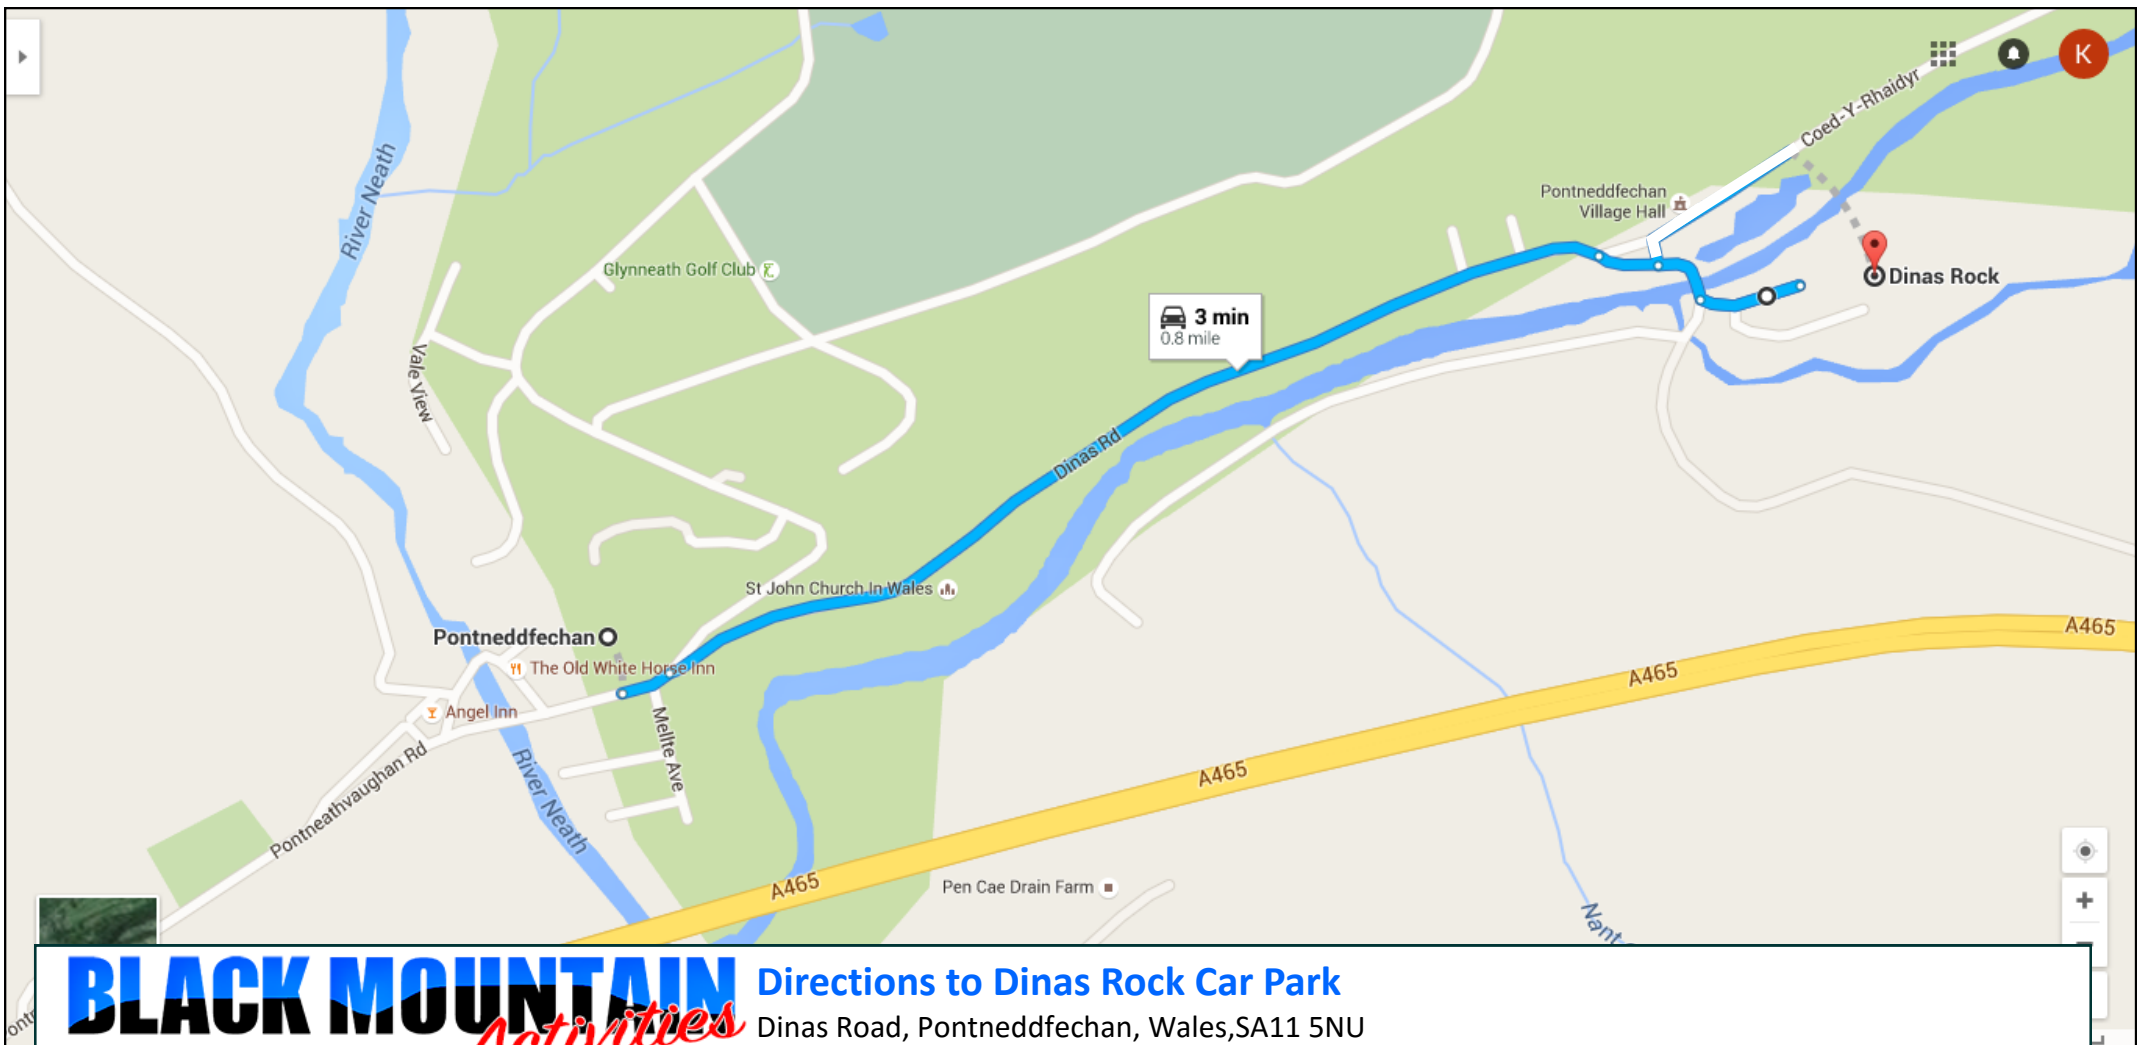 K
Coed-Y-Rhaidyr
River Neath
Pontneddfechan
Village Hall
Glynneath Golf Club
Dinas Rock
3 min
0.8 mile
Vale View
Dinas Rd
St John Church In Wales
Pontneddfechan
The Old White Horse Inn
A465
A465
Angel Inn
Mellte Ave
Pontneathvaughan Rd
River Neath
A465
A465
Pen Cae Drain Farm
Nant
BLACK MOUNTAIN
Activities
Directions to Dinas Rock Car Park
Dinas Road, Pontneddfechan, Wales,SA11 5NU